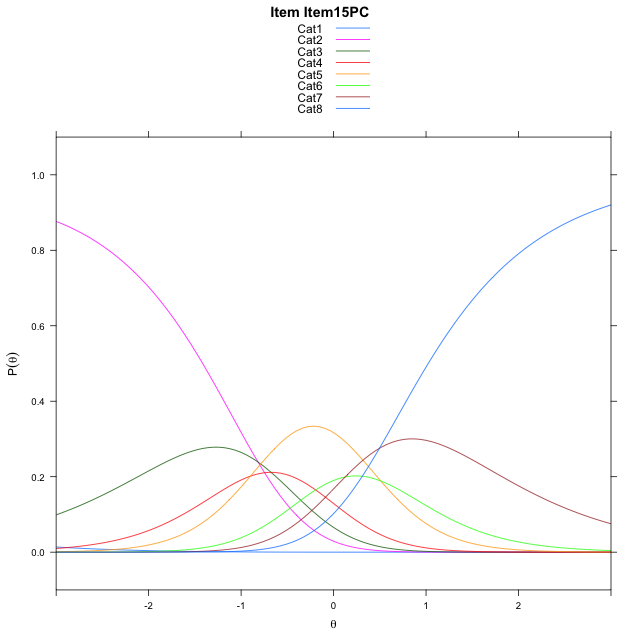 Item Item15PC
Cat1
Cat2
Cat3
Cat4
Cat5
Cat6
Cat7
Cat8
1.0
0.8
0.6
0.4
0.2
0.0
P(θ)
-2 -1 0 1 2
θ